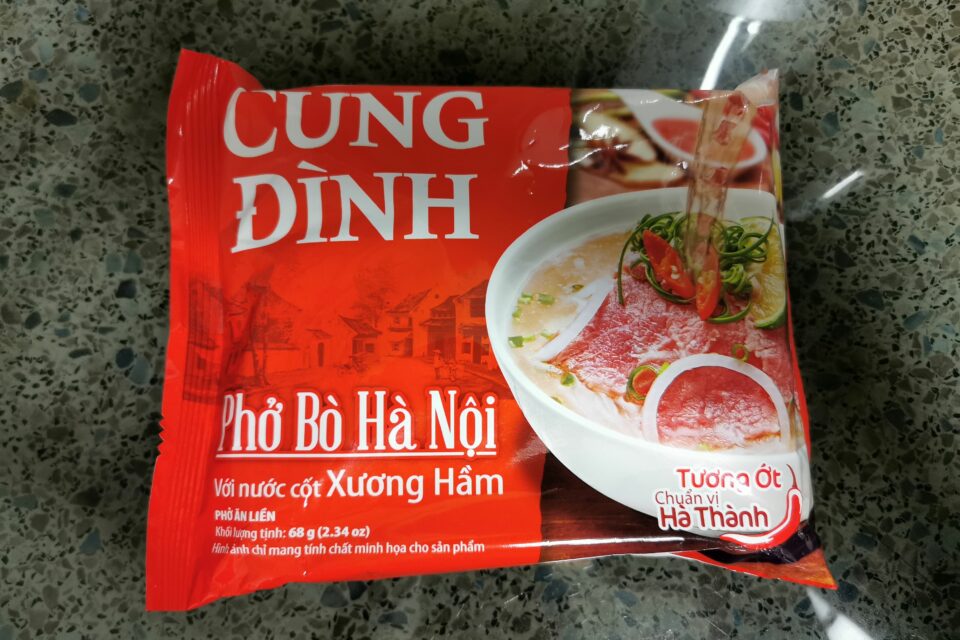 CUNG
ĐÌNH
Phở Bò Hà Nội
Với nước cốt Xương Hầm
PHỞ ĂN LIỀN
Khối lượng tịnh: 68 g (2.34 oz)
Hình ảnh chỉ mang tính chất minh họa cho sản phẩm
Tương Ớt
Chuẩn vị
Hà Thành